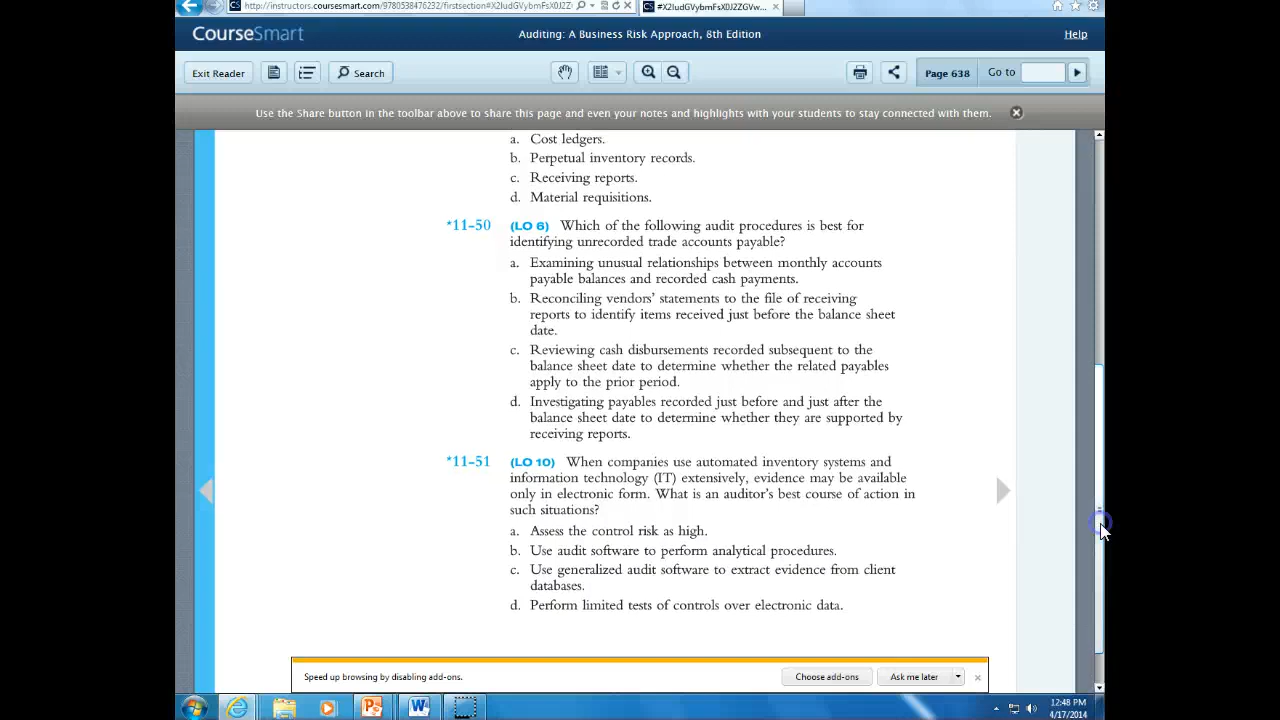 http://instructors.coursesmart.com/9780538476232/firstsection#X2ludGVybmFsX0J2ZG
#X2ludGVybmFsX0J2ZGVw...
CourseSmart
Auditing: A Business Risk Approach, 8th Edition
Help
Exit Reader
Search
Page 638
Go to
Use the Share button in the toolbar above to share this page and even your notes and highlights with your students to stay connected with them.
a. Cost ledgers.
b. Perpetual inventory records.
c. Receiving reports.
d. Material requisitions.
*11-50 (LO 6) Which of the following audit procedures is best for
identifying unrecorded trade accounts payable?
a. Examining unusual relationships between monthly accounts
payable balances and recorded cash payments.
b. Reconciling vendors' statements to the file of receiving
reports to identify items received just before the balance sheet
date.
c. Reviewing cash disbursements recorded subsequent to the
balance sheet date to determine whether the related payables
apply to the prior period.
d. Investigating payables recorded just before and just after the
balance sheet date to determine whether they are supported by
receiving reports.
*11-51 (LO 10) When companies use automated inventory systems and
information technology (IT) extensively, evidence may be available
only in electronic form. What is an auditor's best course of action in
such situations?
a. Assess the control risk as high.
b. Use audit software to perform analytical procedures.
c. Use generalized audit software to extract evidence from client
databases.
d. Perform limited tests of controls over electronic data.
Speed up browsing by disabling add-ons.
Choose add-ons
Ask me later
12:48 PM
4/17/2014